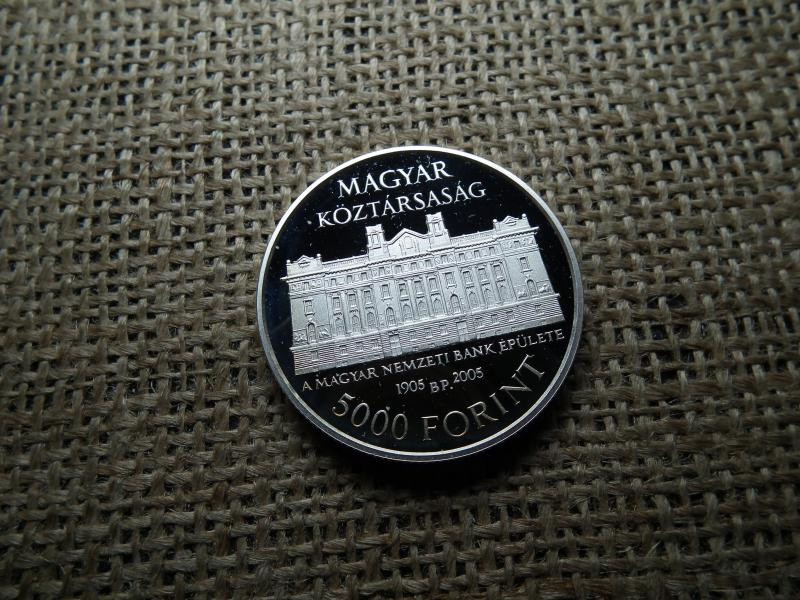 MAGYAR
KÖZTÁRSASÁG
A MAGYAR NEMZETI BANK ÉPÜLETE
1905 BP. 2005
5000 FORINT